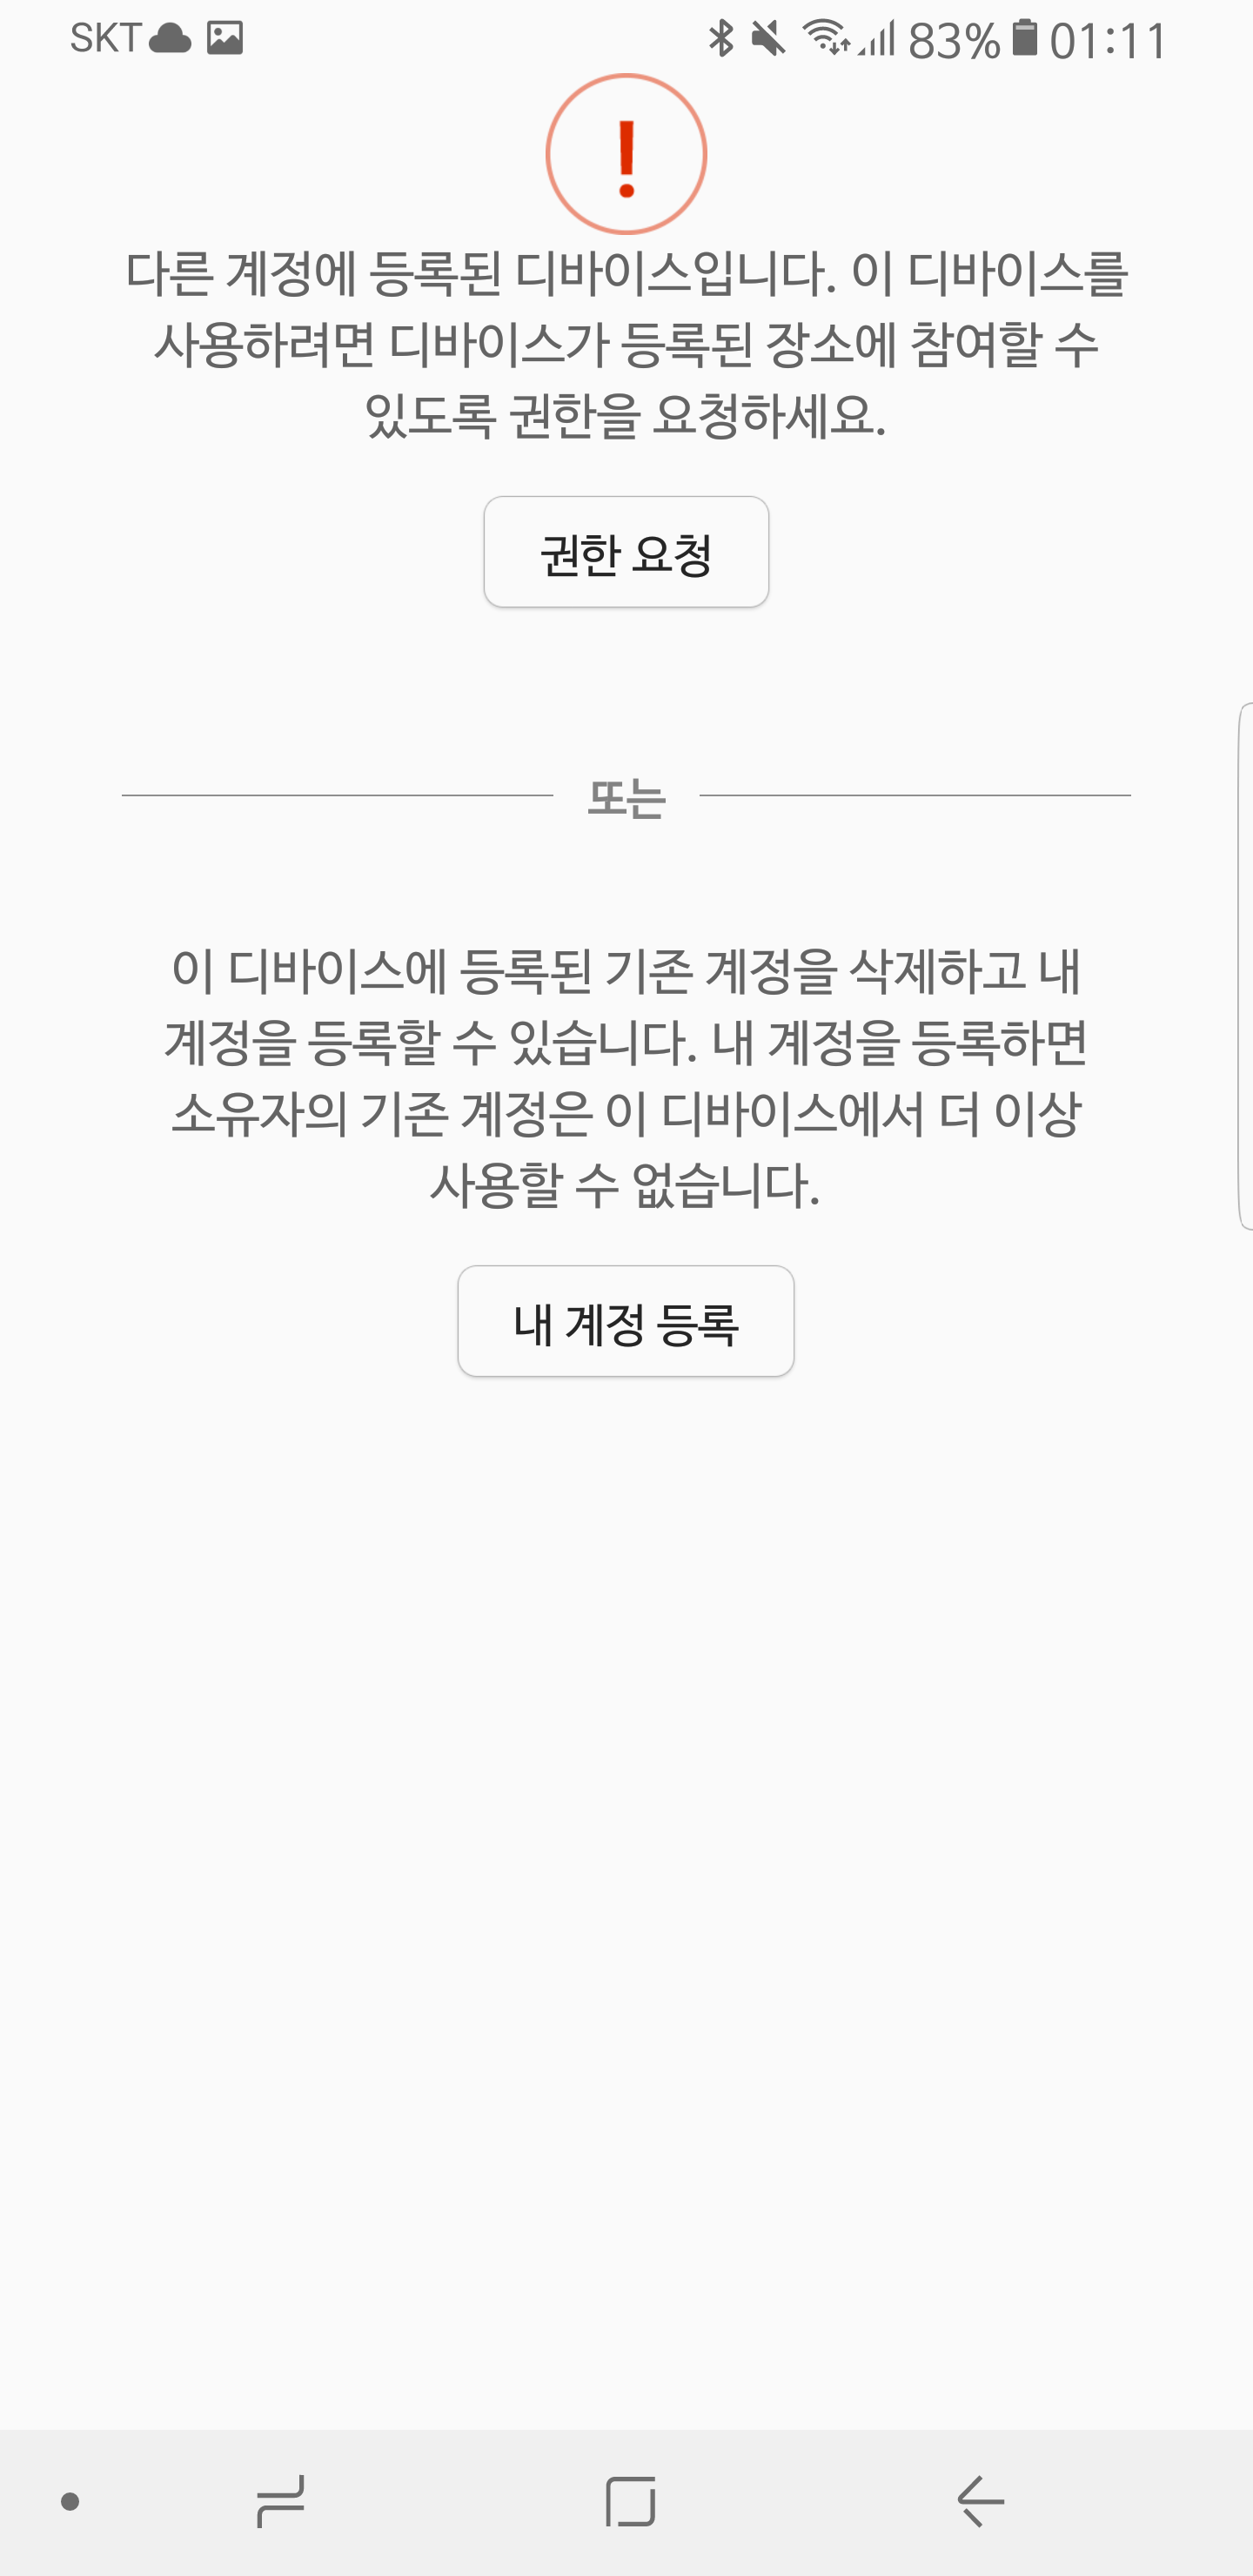 SKT 83% 01:11
다른 계정에 등록된 디바이스입니다. 이 디바이스를
사용하려면 디바이스가 등록된 장소에 참여할 수
있도록 권한을 요청하세요.
권한 요청
또는
이 디바이스에 등록된 기존 계정을 삭제하고 내
계정을 등록할 수 있습니다. 내 계정을 등록하면
소유자의 기존 계정은 이 디바이스에서 더 이상
사용할 수 없습니다.
내 계정 등록